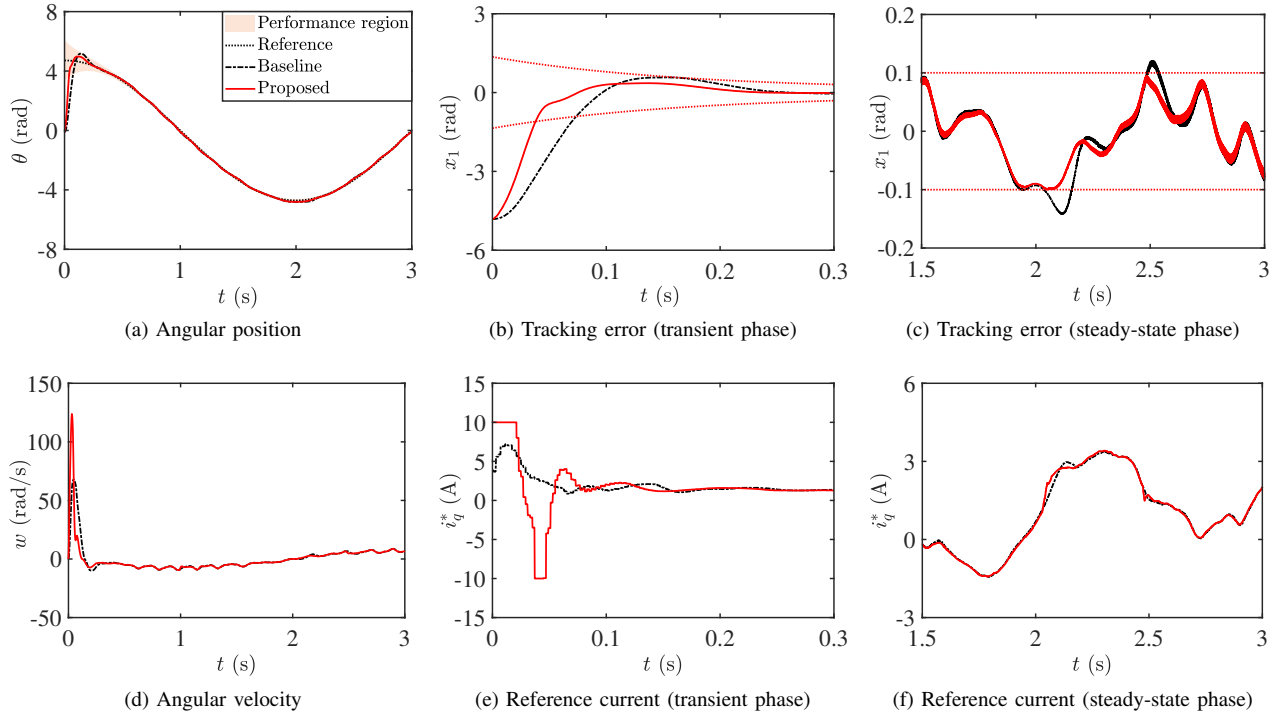 8
4
0
-4
-8
θ (rad)
Performance region
Reference
Baseline
Proposed
0
1
2
3
t (s)
(a) Angular position
3
0
-3
-6
x₁ (rad)
0
0.1
0.2
0.3
t (s)
(b) Tracking error (transient phase)
0.2
0.1
0
-0.1
-0.2
x₁ (rad)
1.5
2
2.5
3
t (s)
(c) Tracking error (steady-state phase)
150
100
50
0
-50
w (rad/s)
0
1
2
3
t (s)
(d) Angular velocity
15
10
5
0
-5
-10
-15
i*q (A)
0
0.1
0.2
0.3
t (s)
(e) Reference current (transient phase)
6
3
0
-3
i*q (A)
1.5
2
2.5
3
t (s)
(f) Reference current (steady-state phase)